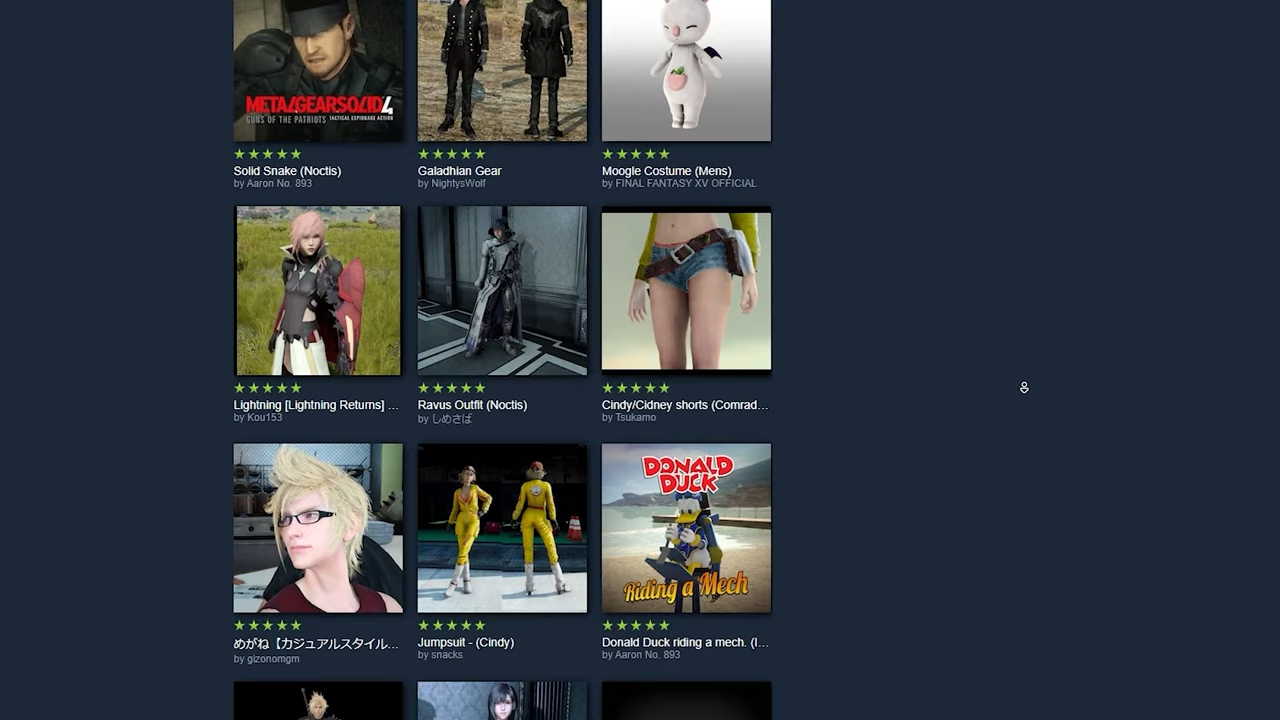 METAL GEAR SOLID 4
GUNS OF THE PATRIOTS TACTICAL ESPIONAGE ACTION
Solid Snake (Noctis)
by Aaron No. 893
Galadhian Gear
by NightysWolf
Moogle Costume (Mens)
by FINAL FANTASY XV OFFICIAL
Lightning [Lightning Returns] ...
by Kou153
Ravus Outfit (Noctis)
by しめさば
Cindy/Cidney shorts (Comrad...
by Tsukamo
めがね【カジュアルスタイル...
by gizonomgm
Jumpsuit - (Cindy)
by snacks
DONALD
DUCK
Riding a Mech
Donald Duck riding a mech. (I...
by Aaron No. 893